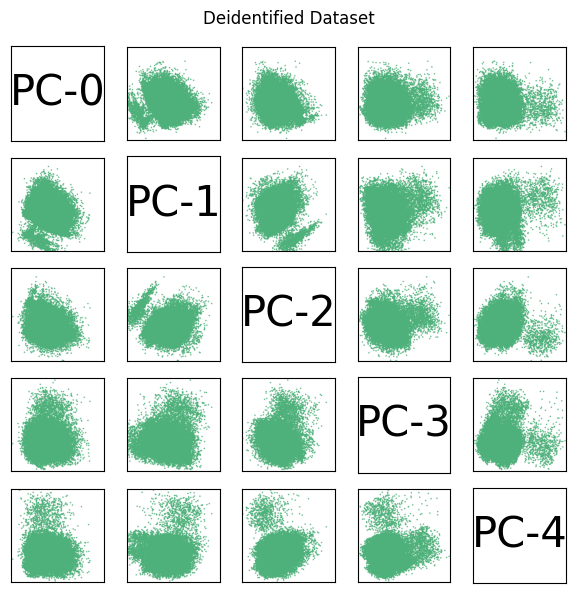 Deidentified Dataset
PC-0
PC-1
PC-2
PC-3
PC-4